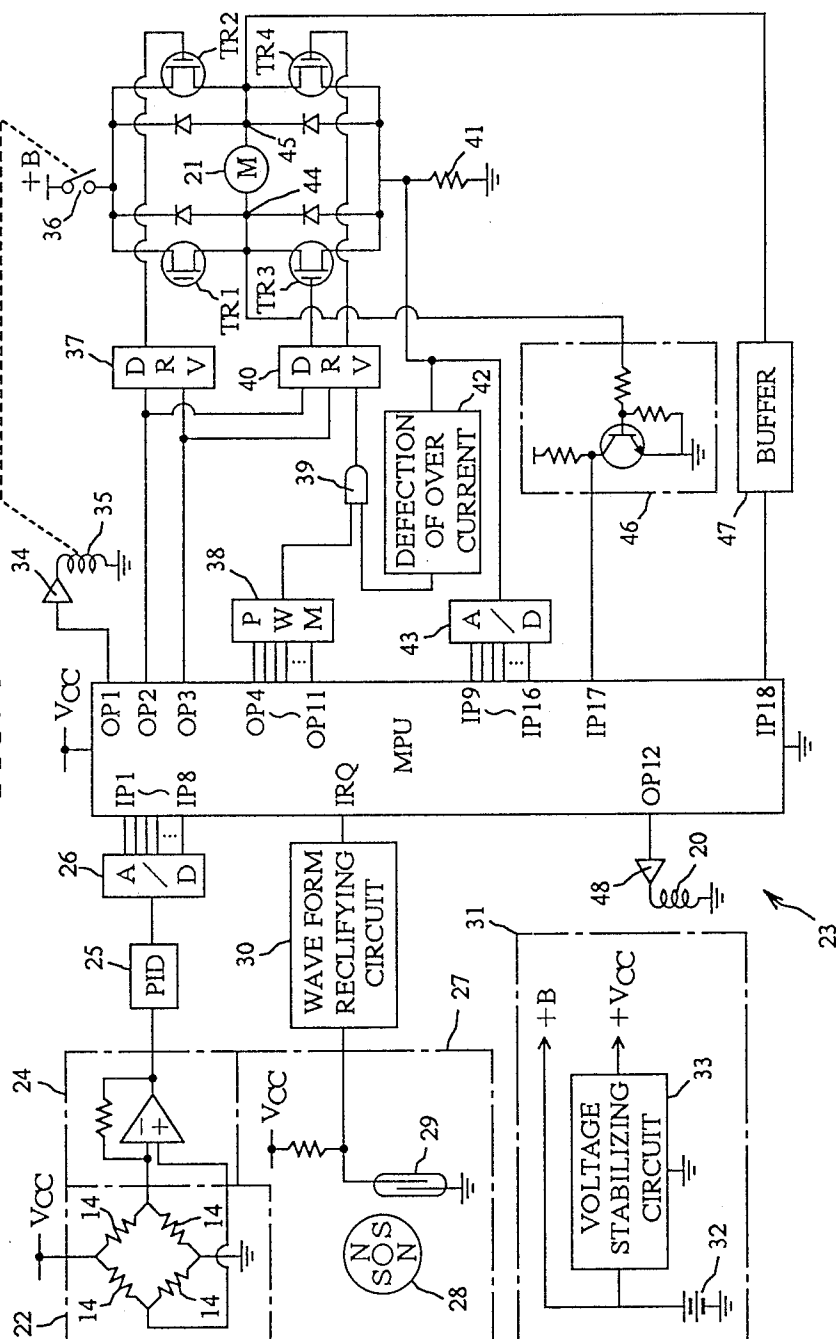 22
VCC
14
14
14
14
24
25
PID
26
A / D
VCC
IP1
IP8
OP1
OP2
OP3
OP4
OP11
MPU
IRQ
IP9
IP16
IP17
OP12
IP18
34
35
36
+B
37
D R V
TR1
TR2
TR3
TR4
21
M
44
45
40
D R V
41
38
P W M
39
42
DEFECTION
OF OVER
CURRENT
43
A / D
46
47
BUFFER
27
VCC
29
28
N
S
S
N
30
WAVE FORM
RECLIFYING
CIRCUIT
48
20
23
31
+B
+VCC
33
VOLTAGE
STABILIZING
CIRCUIT
32